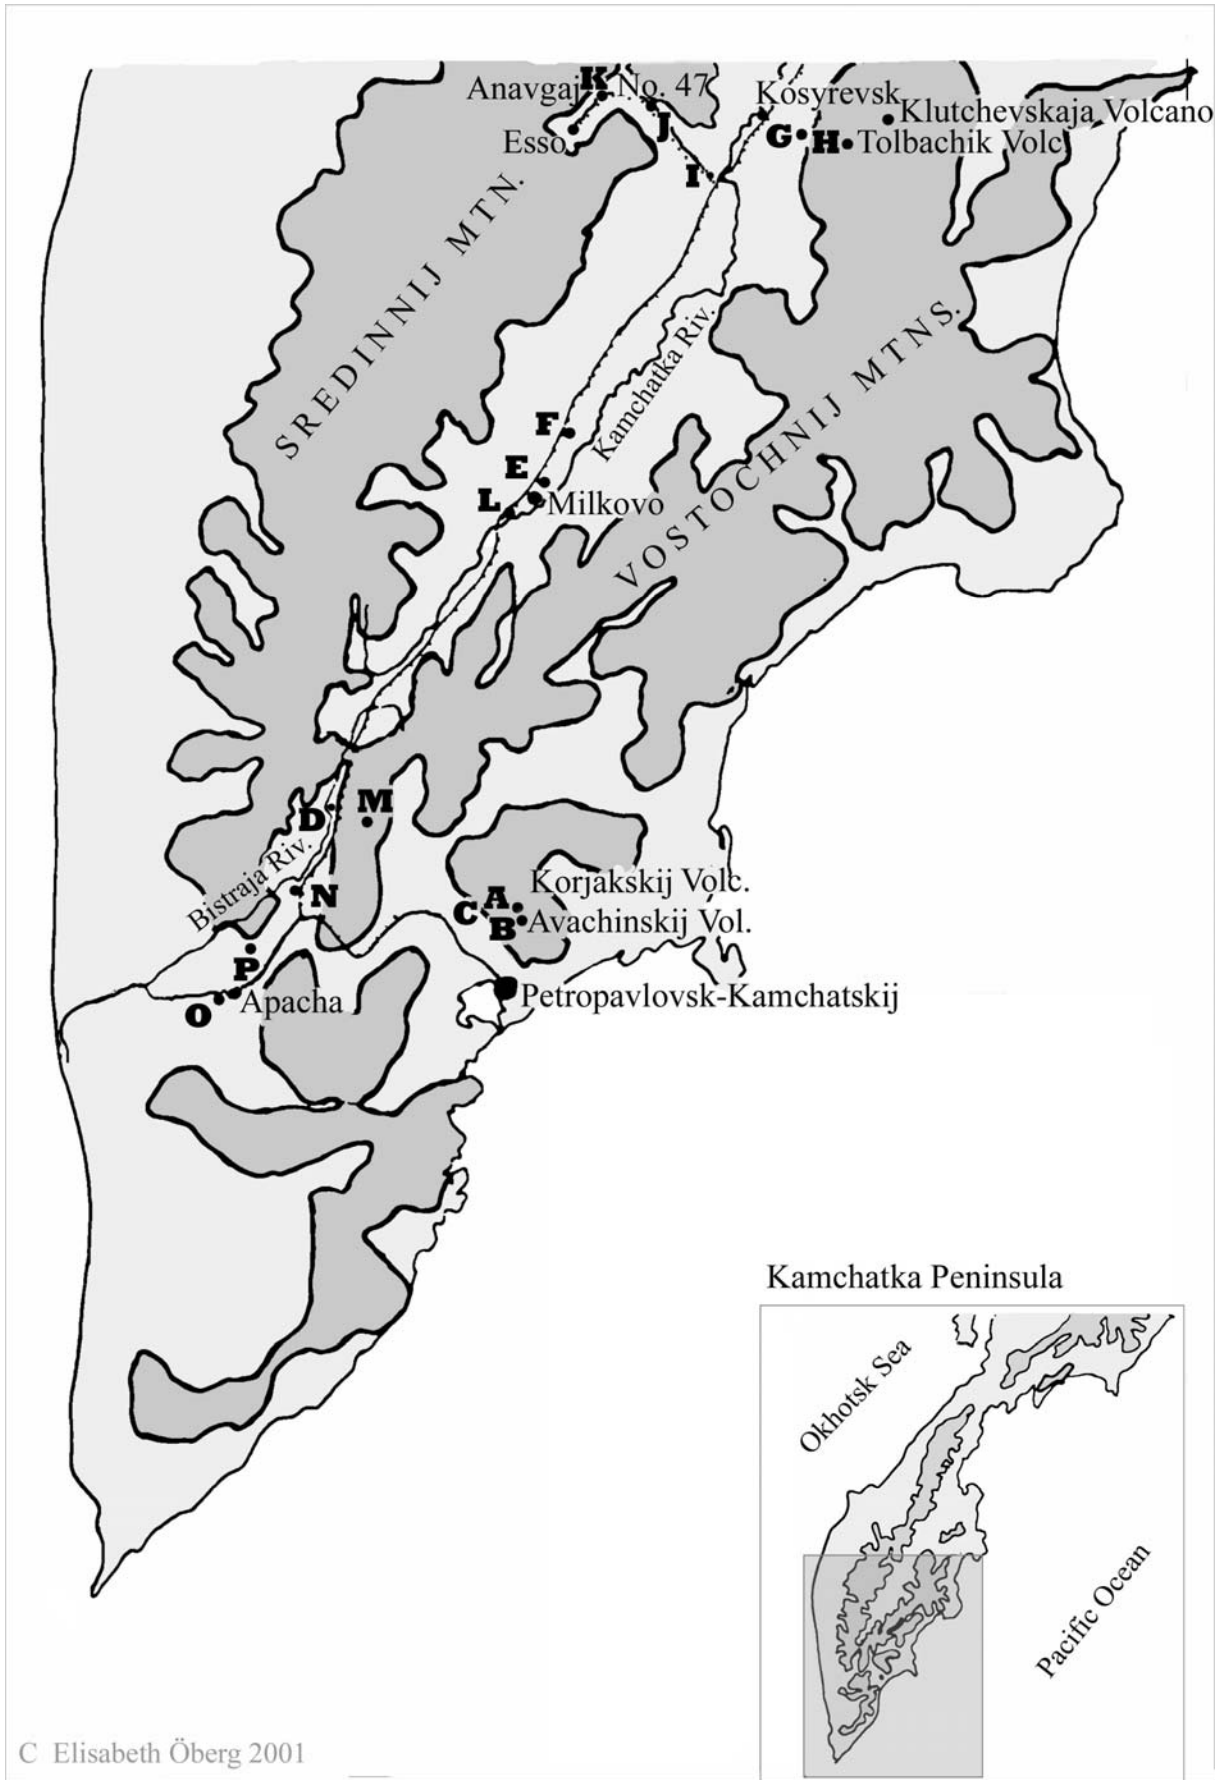 Anavgaj K No. 47
Kosyrevsk
Klutchevskaja Volcano
Esso
J
G
H Tolbachik Volc.
I
SREDINNIJ MTN.
Kamchatka Riv.
VOSTOCHNIJ MTNS.
F
E
L
Milkovo
D
M
Bistraja Riv.
N
Korjakskij Volc.
A
C
B
Avachinskij Vol.
P
O
Apacha
Petropavlovsk-Kamchatskij
Kamchatka Peninsula
Okhotsk Sea
Pacific Ocean
C Elisabeth Öberg 2001